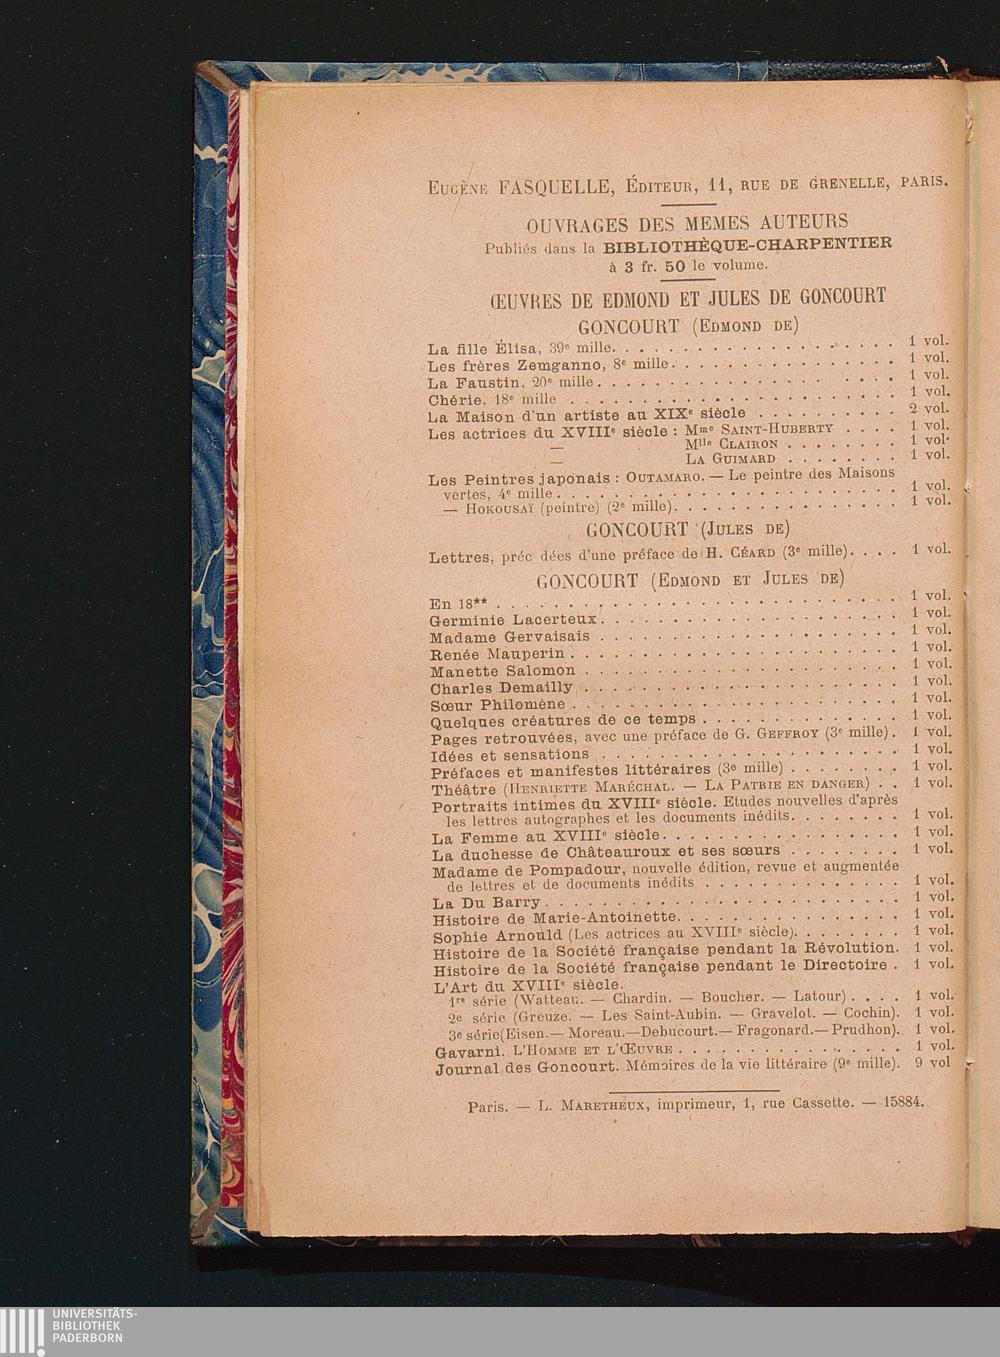 EUGÈNE FASQUELLE, ÉDITEUR, 11, RUE DE GRENELLE, PARIS.
OUVRAGES DES MEMES AUTEURS
Publiés dans la BIBLIOTHÈQUE-CHARPENTIER
à 3 fr. 50 le volume.
ŒUVRES DE EDMOND ET JULES DE GONCOURT
GONCOURT (EDMOND DE)
La fille Élisa, 39e mille. . . . . . . . . . . . . . . . . . . . 1 vol.
Les frères Zemganno, 8e mille. . . . . . . . . . . . . . . . 1 vol.
La Faustin, 20e mille. . . . . . . . . . . . . . . . . . . . 1 vol.
Chérie, 18e mille . . . . . . . . . . . . . . . . . . . . . . . 1 vol.
La Maison d'un artiste au XIXe siècle . . . . . . . . . . 2 vol.
Les actrices du XVIIIe siècle : Mme SAINT-HUBERTY . . . . 1 vol.
— Mlle CLAIRON . . . . . . . . 1 vol.
— LA GUIMARD . . . . . . . . 1 vol.
Les Peintres japonais : OUTAMARO. — Le peintre des Maisons
vertes, 4e mille . . . . . . . . . . . . . . . . . . . . . . . . 1 vol.
— HOKOUSAÏ (peintre) (2e mille). . . . . . . . . . . . . . . . 1 vol.
GONCOURT (JULES DE)
Lettres, préc dées d'une préface de H. CÉARD (3e mille). . . . 1 vol.
GONCOURT (EDMOND ET JULES DE)
En 18** . . . . . . . . . . . . . . . . . . . . . . . . . . . . 1 vol.
Germinie Lacerteux. . . . . . . . . . . . . . . . . . . . . 1 vol.
Madame Gervaisais . . . . . . . . . . . . . . . . . . . . . 1 vol.
Renée Mauperin . . . . . . . . . . . . . . . . . . . . . . . 1 vol.
Manette Salomon . . . . . . . . . . . . . . . . . . . . . . 1 vol.
Charles Demailly . . . . . . . . . . . . . . . . . . . . . . 1 vol.
Sœur Philomène . . . . . . . . . . . . . . . . . . . . . . . 1 vol.
Quelques créatures de ce temps . . . . . . . . . . . . . . 1 vol.
Pages retrouvées, avec une préface de G. GEFFROY (3e mille). 1 vol.
Idées et sensations . . . . . . . . . . . . . . . . . . . . . 1 vol.
Préfaces et manifestes littéraires (3e mille) . . . . . . . . 1 vol.
Théâtre (HENRIETTE MARÉCHAL. — LA PATRIE EN DANGER) . . 1 vol.
Portraits intimes du XVIIIe siècle. Etudes nouvelles d'après
les lettres autographes et les documents inédits. . . . . . . . 1 vol.
La Femme au XVIIIe siècle. . . . . . . . . . . . . . . . . 1 vol.
La duchesse de Châteauroux et ses sœurs . . . . . . . . 1 vol.
Madame de Pompadour, nouvelle édition, revue et augmentée
de lettres et de documents inédits . . . . . . . . . . . . . . 1 vol.
La Du Barry . . . . . . . . . . . . . . . . . . . . . . . . . 1 vol.
Histoire de Marie-Antoinette. . . . . . . . . . . . . . . . 1 vol.
Sophie Arnould (Les actrices au XVIIIe siècle). . . . . . . . 1 vol.
Histoire de la Société française pendant la Révolution. 1 vol.
Histoire de la Société française pendant le Directoire . 1 vol.
L'Art du XVIIIe siècle.
1re série (Watteau. — Chardin. — Boucher. — Latour) . . . . 1 vol.
2e série (Greuze. — Les Saint-Aubin. — Gravelot. — Cochin). 1 vol.
3e série(Eisen.— Moreau.—Debucourt.— Fragonard.— Prudhon). 1 vol.
Gavarni. L'HOMME ET L'ŒUVRE . . . . . . . . . . . . . . . . 1 vol.
Journal des Goncourt. Mémoires de la vie littéraire (9e mille). 9 vol
Paris. — L. MARETHEUX, imprimeur, 1, rue Cassette. — 15884.
UNIVERSITÄTS-
BIBLIOTHEK
PADERBORN